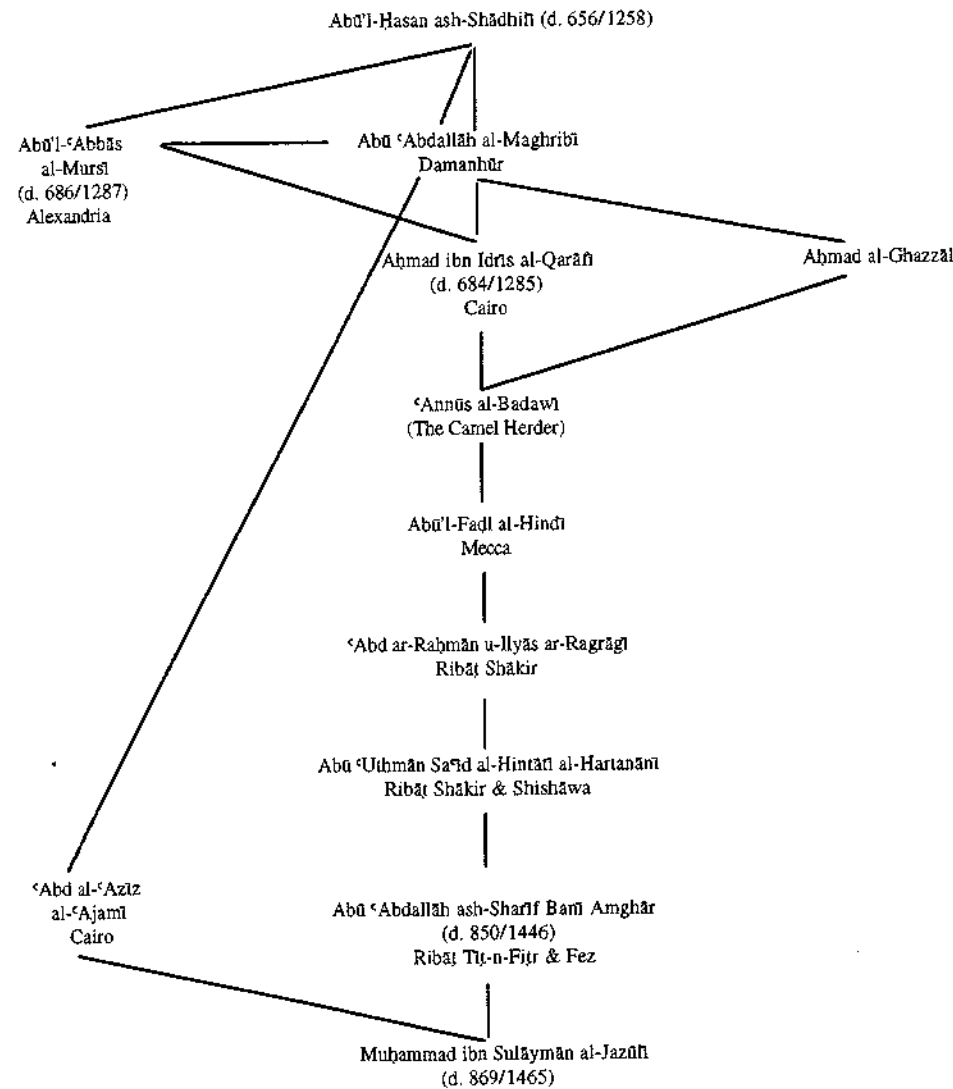 Abū'l-Ḥasan ash-Shādhilī (d. 656/1258)
Abū'l-ʿAbbās
al-Mursī
(d. 686/1287)
Alexandria
Abū ʿAbdallāh al-Maghribī
Damanhūr
Aḥmad ibn Idrīs al-Qarāfī
(d. 684/1285)
Cairo
Aḥmad al-Ghazzāl
ʿAnnūs al-Badawī
(The Camel Herder)
Abū'l-Faḍl al-Hindī
Mecca
ʿAbd ar-Raḥmān u-Ilyās ar-Ragrāgī
Ribāṭ Shākir
Abū ʿUthmān Saʿīd al-Hintātī al-Hartanānī
Ribāṭ Shākir & Shishāwa
ʿAbd al-ʿAzīz
al-ʿAjamī
Cairo
Abū ʿAbdallāh ash-Sharīf Banī Amghār
(d. 850/1446)
Ribāṭ Tīṭ-n-Fiṭr & Fez
Muḥammad ibn Sulāymān al-Jazūlī
(d. 869/1465)